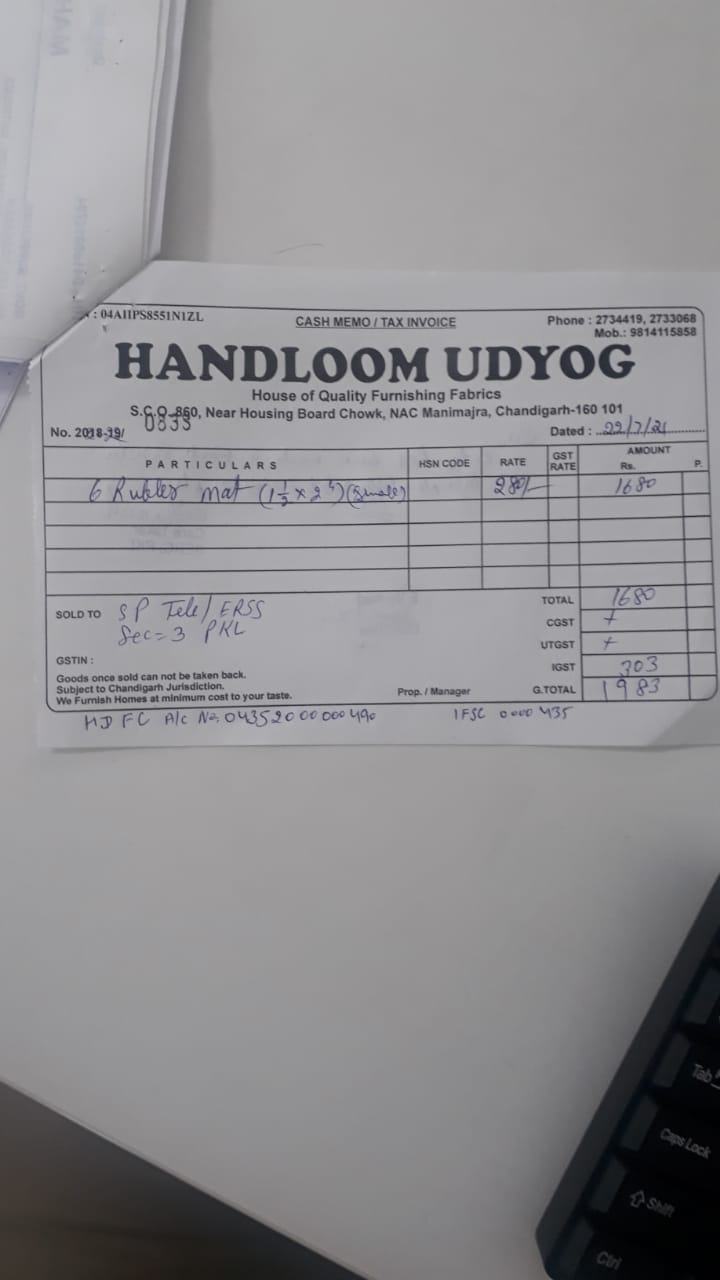 : 04AIIPS8551N1ZL
CASH MEMO / TAX INVOICE
Phone : 2734419, 2733068
Mob.: 9814115858
HANDLOOM UDYOG
House of Quality Furnishing Fabrics
S.C.O. 860, Near Housing Board Chowk, NAC Manimajra, Chandigarh-160 101
No. 2018-19/ 0833
Dated : 22/7/21
PARTICULARS HSN CODE RATE GST RATE AMOUNT Rs. P.
6 Rubber mat (1½ x 2') (Small) 280/- 1680
SOLD TO SP Tele/ERSS
Sec=3 PKL
GSTIN :
TOTAL 1680
CGST +
UTGST +
IGST 303
G.TOTAL 1983
Goods once sold can not be taken back.
Subject to Chandigarh Jurisdiction.
We Furnish Homes at minimum cost to your taste.
Prop. / Manager
HDFC A/c No. 04352000000490 IFSC 0000435
Tab
Caps Lock
Shift
Ctrl